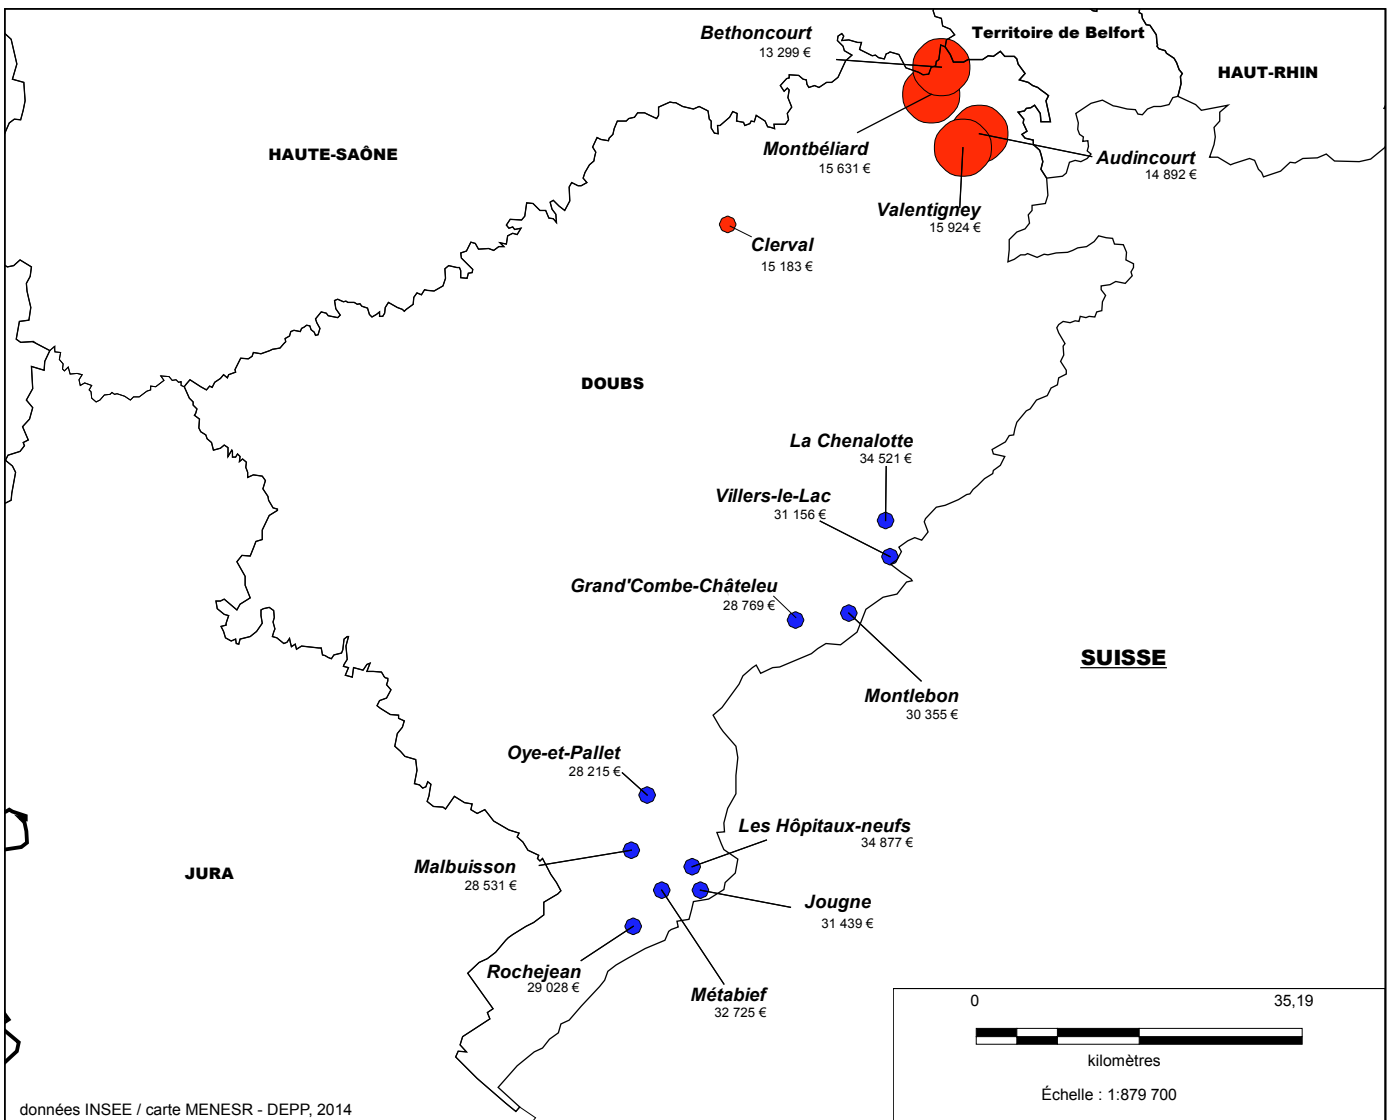 Bethoncourt
13 299 €
Territoire de Belfort
HAUT-RHIN
HAUTE-SAÔNE
Montbéliard
15 631 €
Audincourt
14 892 €
Valentigney
15 924 €
Clerval
15 183 €
DOUBS
La Chenalotte
34 521 €
Villers-le-Lac
31 156 €
Grand'Combe-Châteleu
28 769 €
SUISSE
Montlebon
30 355 €
Oye-et-Pallet
28 215 €
Les Hôpitaux-neufs
34 877 €
Malbuisson
28 531 €
JURA
Jougne
31 439 €
Rochejean
29 028 €
Métabief
32 725 €
0 35,19
kilomètres
Échelle : 1:879 700
données INSEE / carte MENESR - DEPP, 2014